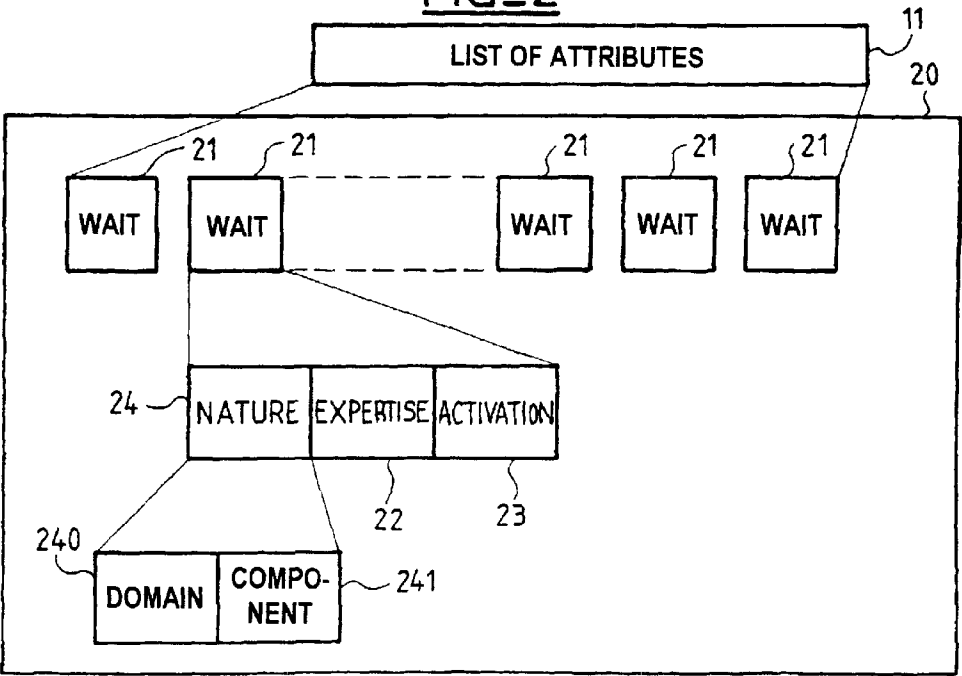 FIG_2
LIST OF ATTRIBUTES
11
20
21 21 21 21 21
WAIT WAIT WAIT WAIT WAIT
24
NATURE EXPERTISE ACTIVATION
22 23
240
DOMAIN
COMPO-
NENT
241